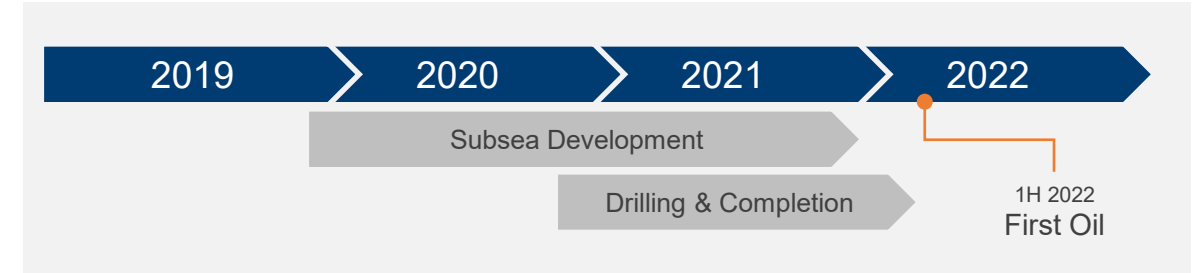 2019 2020 2021 2022
Subsea Development
Drilling & Completion
1H 2022
First Oil